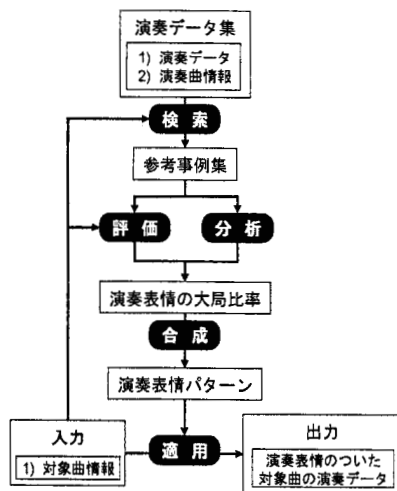 演奏データ集
1) 演奏データ
2) 演奏曲情報
検索
参考事例集
評価
分析
演奏表情の大局比率
合成
演奏表情パターン
入力
1) 対象曲情報
適用
出力
演奏表情のついた
対象曲の演奏データ